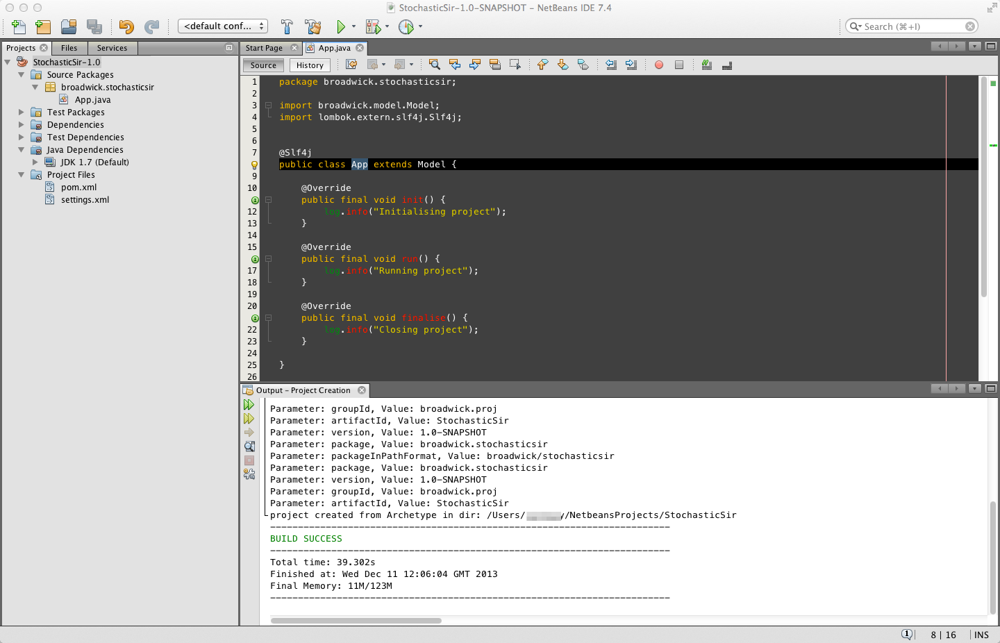 StochasticSir-1.0-SNAPSHOT – NetBeans IDE 7.4
<default conf...
Search (⌘+I)
Projects
Files
Services
StochasticSir-1.0
Source Packages
broadwick.stochasticsir
App.java
Test Packages
Dependencies
Test Dependencies
Java Dependencies
JDK 1.7 (Default)
Project Files
pom.xml
settings.xml
Start Page
App.java
Source
History
1 package broadwick.stochasticsir;
2
3 import broadwick.model.Model;
4 import lombok.extern.slf4j.Slf4j;
5
6
7 @Slf4j
public class App extends Model {
9
10 @Override
public final void init() {
12 log.info("Initialising project");
13 }
14
15 @Override
public final void run() {
17 log.info("Running project");
18 }
19
20 @Override
public final void finalise() {
22 log.info("Closing project");
23 }
24
25 }
26
Output – Project Creation
Parameter: groupId, Value: broadwick.proj
Parameter: artifactId, Value: StochasticSir
Parameter: version, Value: 1.0-SNAPSHOT
Parameter: package, Value: broadwick.stochasticsir
Parameter: packageInPathFormat, Value: broadwick/stochasticsir
Parameter: package, Value: broadwick.stochasticsir
Parameter: version, Value: 1.0-SNAPSHOT
Parameter: groupId, Value: broadwick.proj
Parameter: artifactId, Value: StochasticSir
project created from Archetype in dir: /Users/ y/NetbeansProjects/StochasticSir
------------------------------------------------------------------------
BUILD SUCCESS
------------------------------------------------------------------------
Total time: 39.302s
Finished at: Wed Dec 11 12:06:04 GMT 2013
Final Memory: 11M/123M
------------------------------------------------------------------------
8 | 16
INS